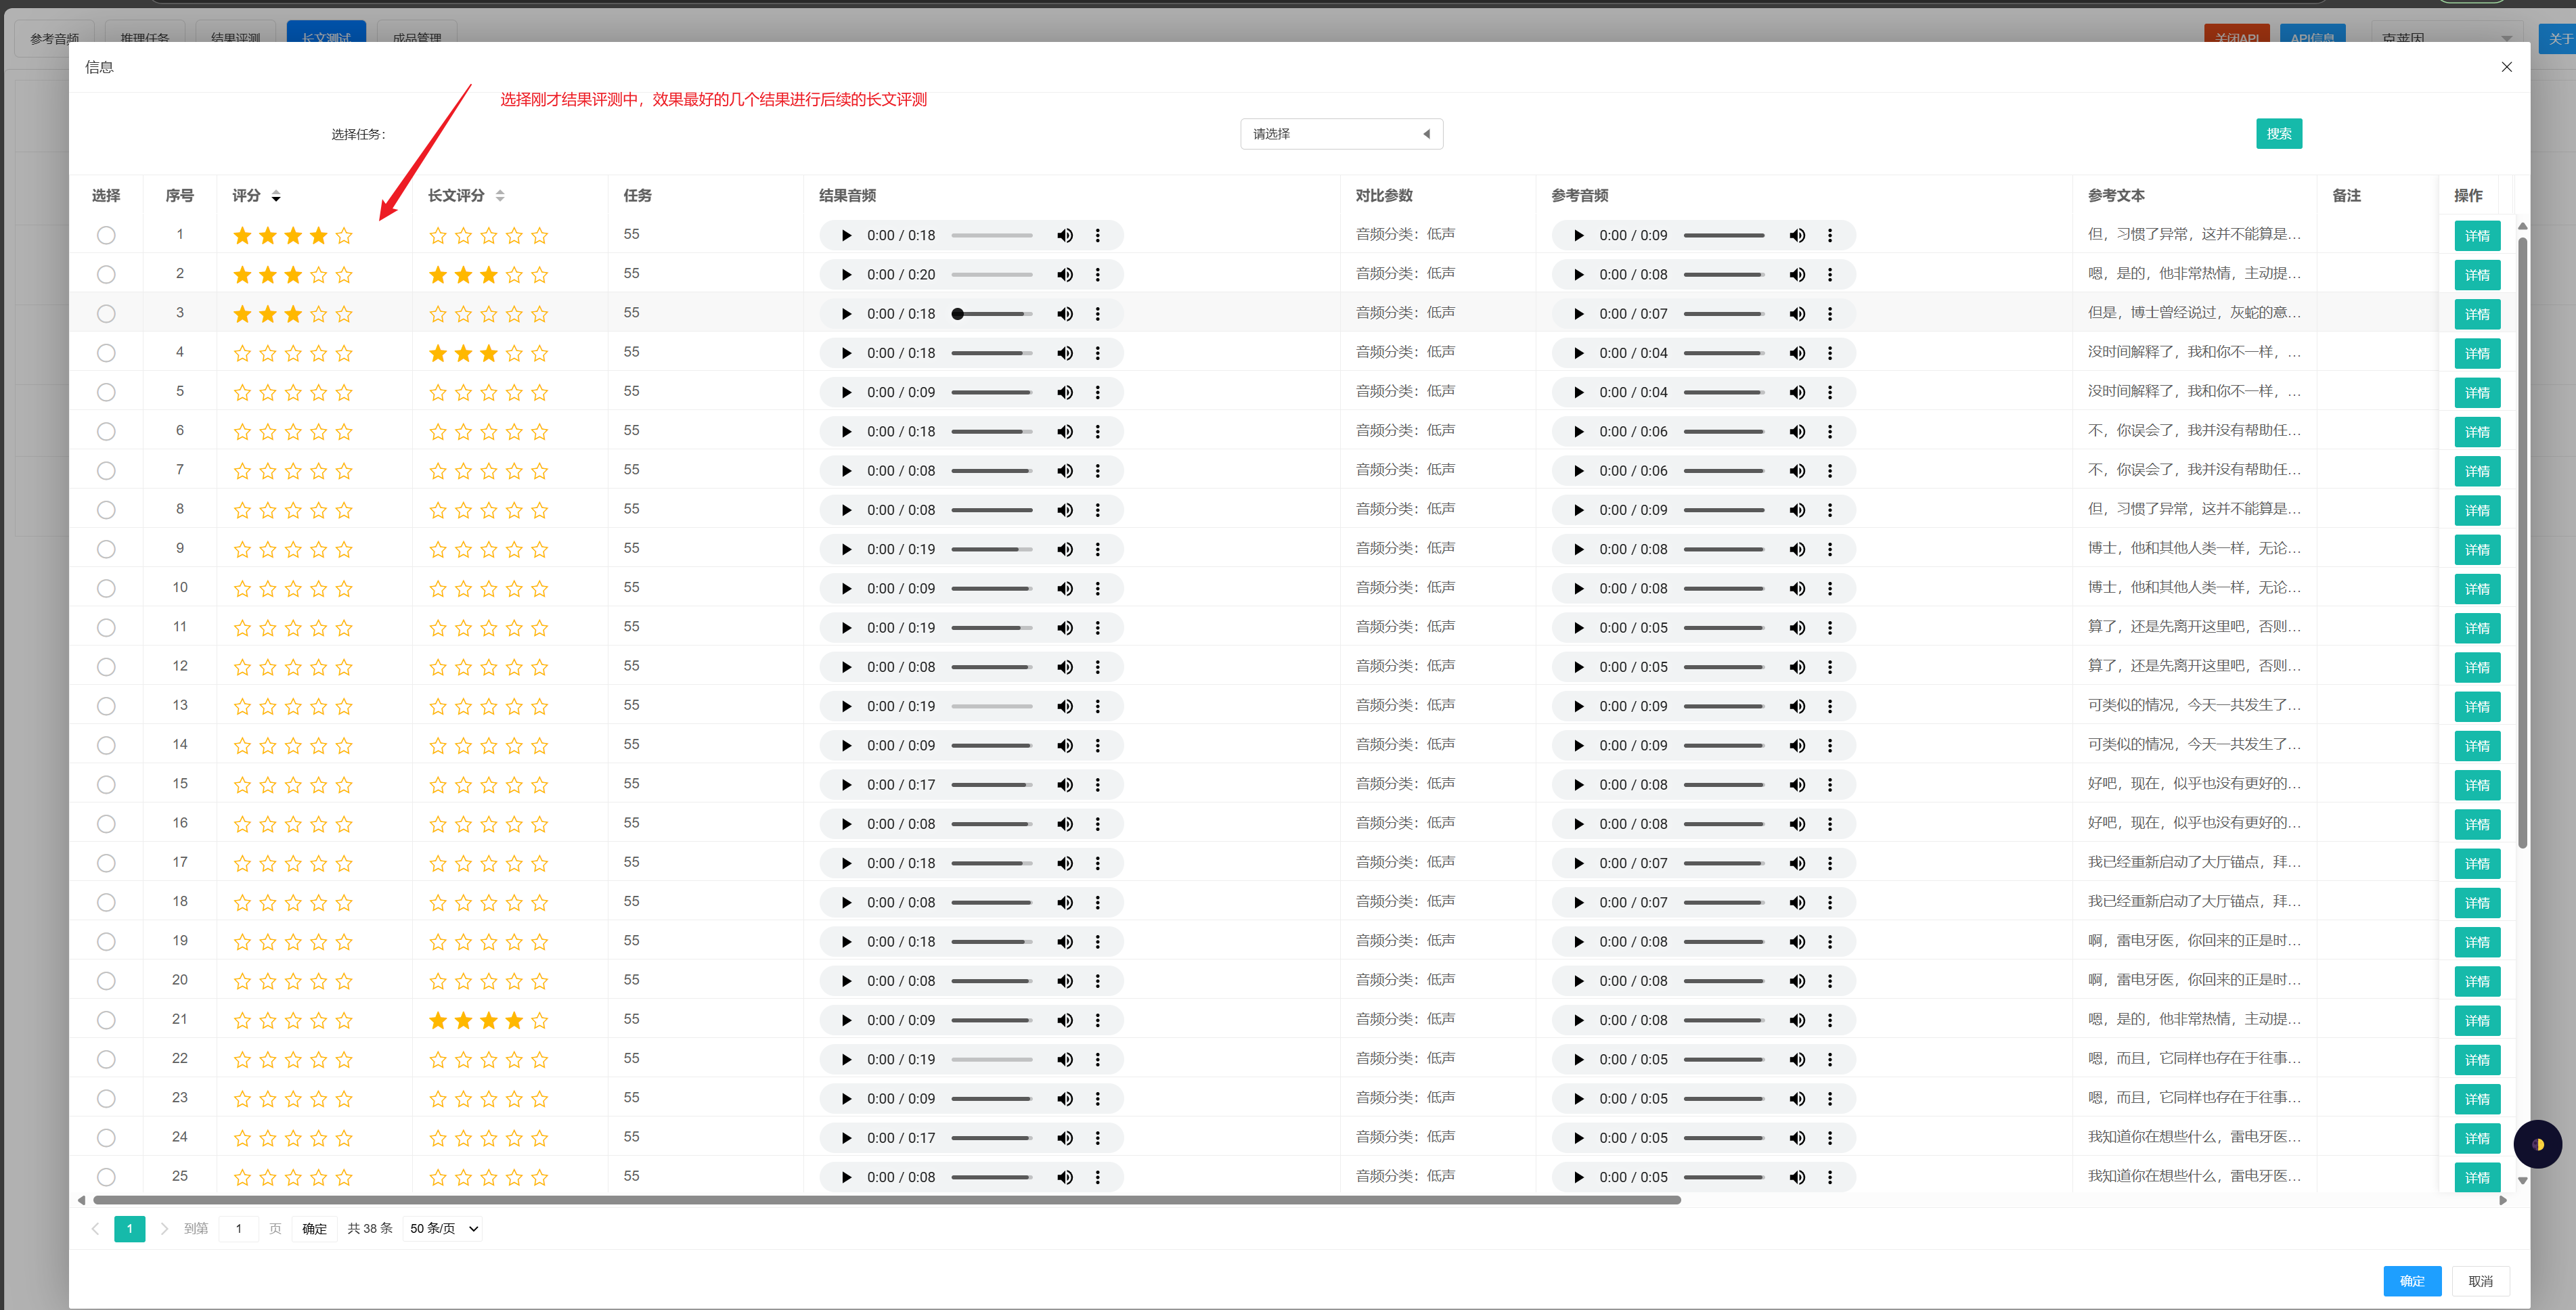 参考音频 推理任务 结果评测 长文测试 成品管理 关闭API API信息 克莱因 关于
信息
选择刚才结果评测中，效果最好的几个结果进行后续的长文评测
选择任务： 请选择 搜索
选择 序号 评分 长文评分 任务 结果音频 对比参数 参考音频 参考文本 备注 操作
1 55 0:00 / 0:18 音频分类：低声 0:00 / 0:09 但，习惯了异常，这并不能算是... 详情
2 55 0:00 / 0:20 音频分类：低声 0:00 / 0:08 嗯，是的，他非常热情，主动提... 详情
3 55 0:00 / 0:18 音频分类：低声 0:00 / 0:07 但是，博士曾经说过，灰蛇的意... 详情
4 55 0:00 / 0:18 音频分类：低声 0:00 / 0:04 没时间解释了，我和你不一样，... 详情
5 55 0:00 / 0:09 音频分类：低声 0:00 / 0:04 没时间解释了，我和你不一样，... 详情
6 55 0:00 / 0:18 音频分类：低声 0:00 / 0:06 不，你误会了，我并没有帮助任... 详情
7 55 0:00 / 0:08 音频分类：低声 0:00 / 0:06 不，你误会了，我并没有帮助任... 详情
8 55 0:00 / 0:08 音频分类：低声 0:00 / 0:09 但，习惯了异常，这并不能算是... 详情
9 55 0:00 / 0:19 音频分类：低声 0:00 / 0:08 博士，他和其他人类一样，无论... 详情
10 55 0:00 / 0:09 音频分类：低声 0:00 / 0:08 博士，他和其他人类一样，无论... 详情
11 55 0:00 / 0:19 音频分类：低声 0:00 / 0:05 算了，还是先离开这里吧，否则... 详情
12 55 0:00 / 0:08 音频分类：低声 0:00 / 0:05 算了，还是先离开这里吧，否则... 详情
13 55 0:00 / 0:19 音频分类：低声 0:00 / 0:09 可类似的情况，今天一共发生了... 详情
14 55 0:00 / 0:09 音频分类：低声 0:00 / 0:09 可类似的情况，今天一共发生了... 详情
15 55 0:00 / 0:17 音频分类：低声 0:00 / 0:08 好吧，现在，似乎也没有更好的... 详情
16 55 0:00 / 0:08 音频分类：低声 0:00 / 0:08 好吧，现在，似乎也没有更好的... 详情
17 55 0:00 / 0:18 音频分类：低声 0:00 / 0:07 我已经重新启动了大厅锚点，拜... 详情
18 55 0:00 / 0:08 音频分类：低声 0:00 / 0:07 我已经重新启动了大厅锚点，拜... 详情
19 55 0:00 / 0:18 音频分类：低声 0:00 / 0:08 啊，雷电牙医，你回来的正是时... 详情
20 55 0:00 / 0:08 音频分类：低声 0:00 / 0:08 啊，雷电牙医，你回来的正是时... 详情
21 55 0:00 / 0:09 音频分类：低声 0:00 / 0:08 嗯，是的，他非常热情，主动提... 详情
22 55 0:00 / 0:19 音频分类：低声 0:00 / 0:05 嗯，而且，它同样也存在于往事... 详情
23 55 0:00 / 0:09 音频分类：低声 0:00 / 0:05 嗯，而且，它同样也存在于往事... 详情
24 55 0:00 / 0:17 音频分类：低声 0:00 / 0:05 我知道你在想些什么，雷电牙医... 详情
25 55 0:00 / 0:08 音频分类：低声 0:00 / 0:05 我知道你在想些什么，雷电牙医... 详情
1 到第 1 页 确定 共 38 条 50 条/页
确定 取消